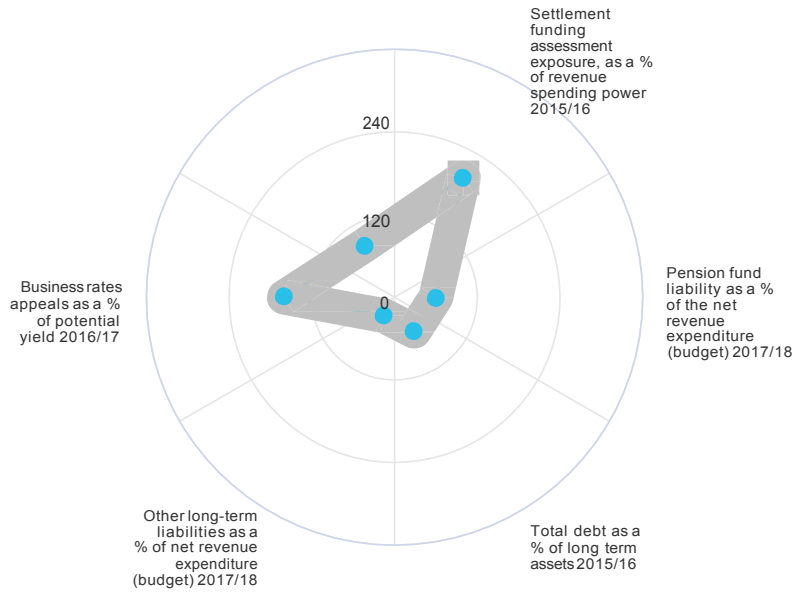 Settlement
funding
assessment
exposure, as a %
of revenue
spending power
2015/16
240
120
0
Business rates
appeals as a %
of potential
yield 2016/17
Pension fund
liability as a %
of the net
revenue
expenditure
(budget) 2017/18
Other long-term
liabilities as a
% of net revenue
expenditure
(budget) 2017/18
Total debt as a
% of long term
assets 2015/16